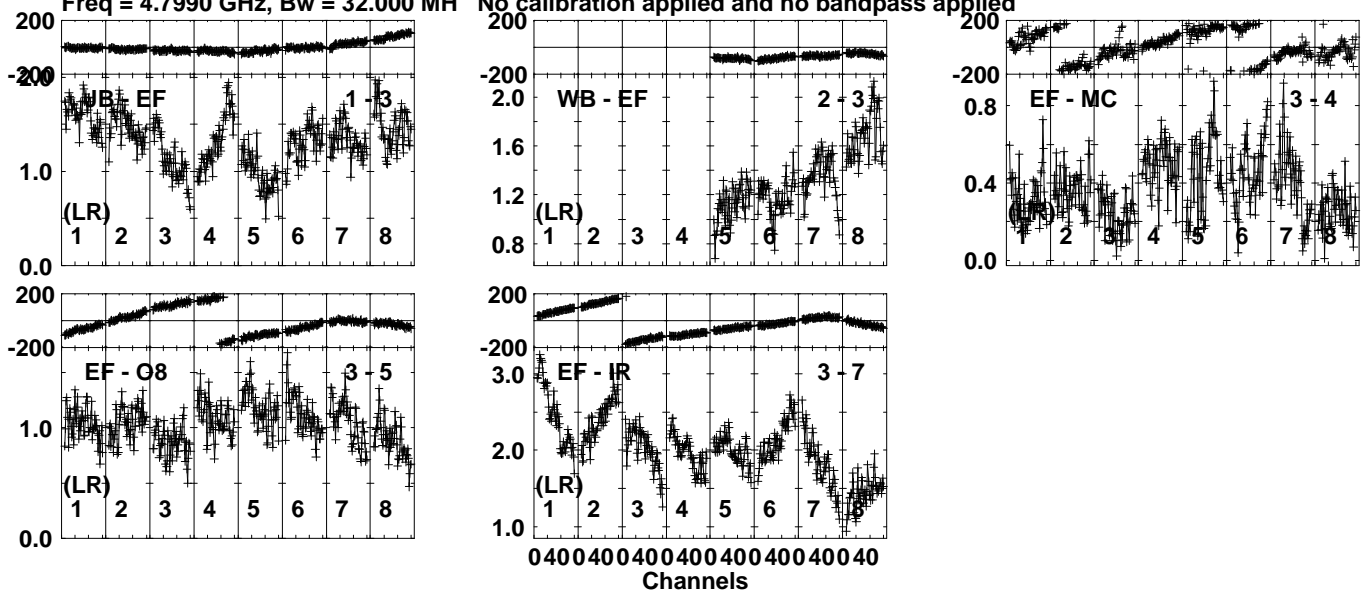 Freq = 4.7990 GHz, Bw = 32.000 MH No calibration applied and no bandpass applied
200
-200
2.0
1.0
0.0
JB - EF
1 - 3
(LR)
1 2 3 4 5 6 7 8
200
-200
2.0
1.6
1.2
0.8
WB - EF
2 - 3
(LR)
1 2 3 4 5 6 7 8
200
-200
0.8
0.4
0.0
EF - MC
3 - 4
(LR)
1 2 3 4 5 6 7 8
200
-200
1.0
0.0
EF - O8
3 - 5
(LR)
1 2 3 4 5 6 7 8
200
-200
3.0
2.0
1.0
EF - IR
3 - 7
(LR)
1 2 3 4 5 6 7 8
0 40 0 40 0 40 0 40 0 40 0 40 0 40 0 40
Channels